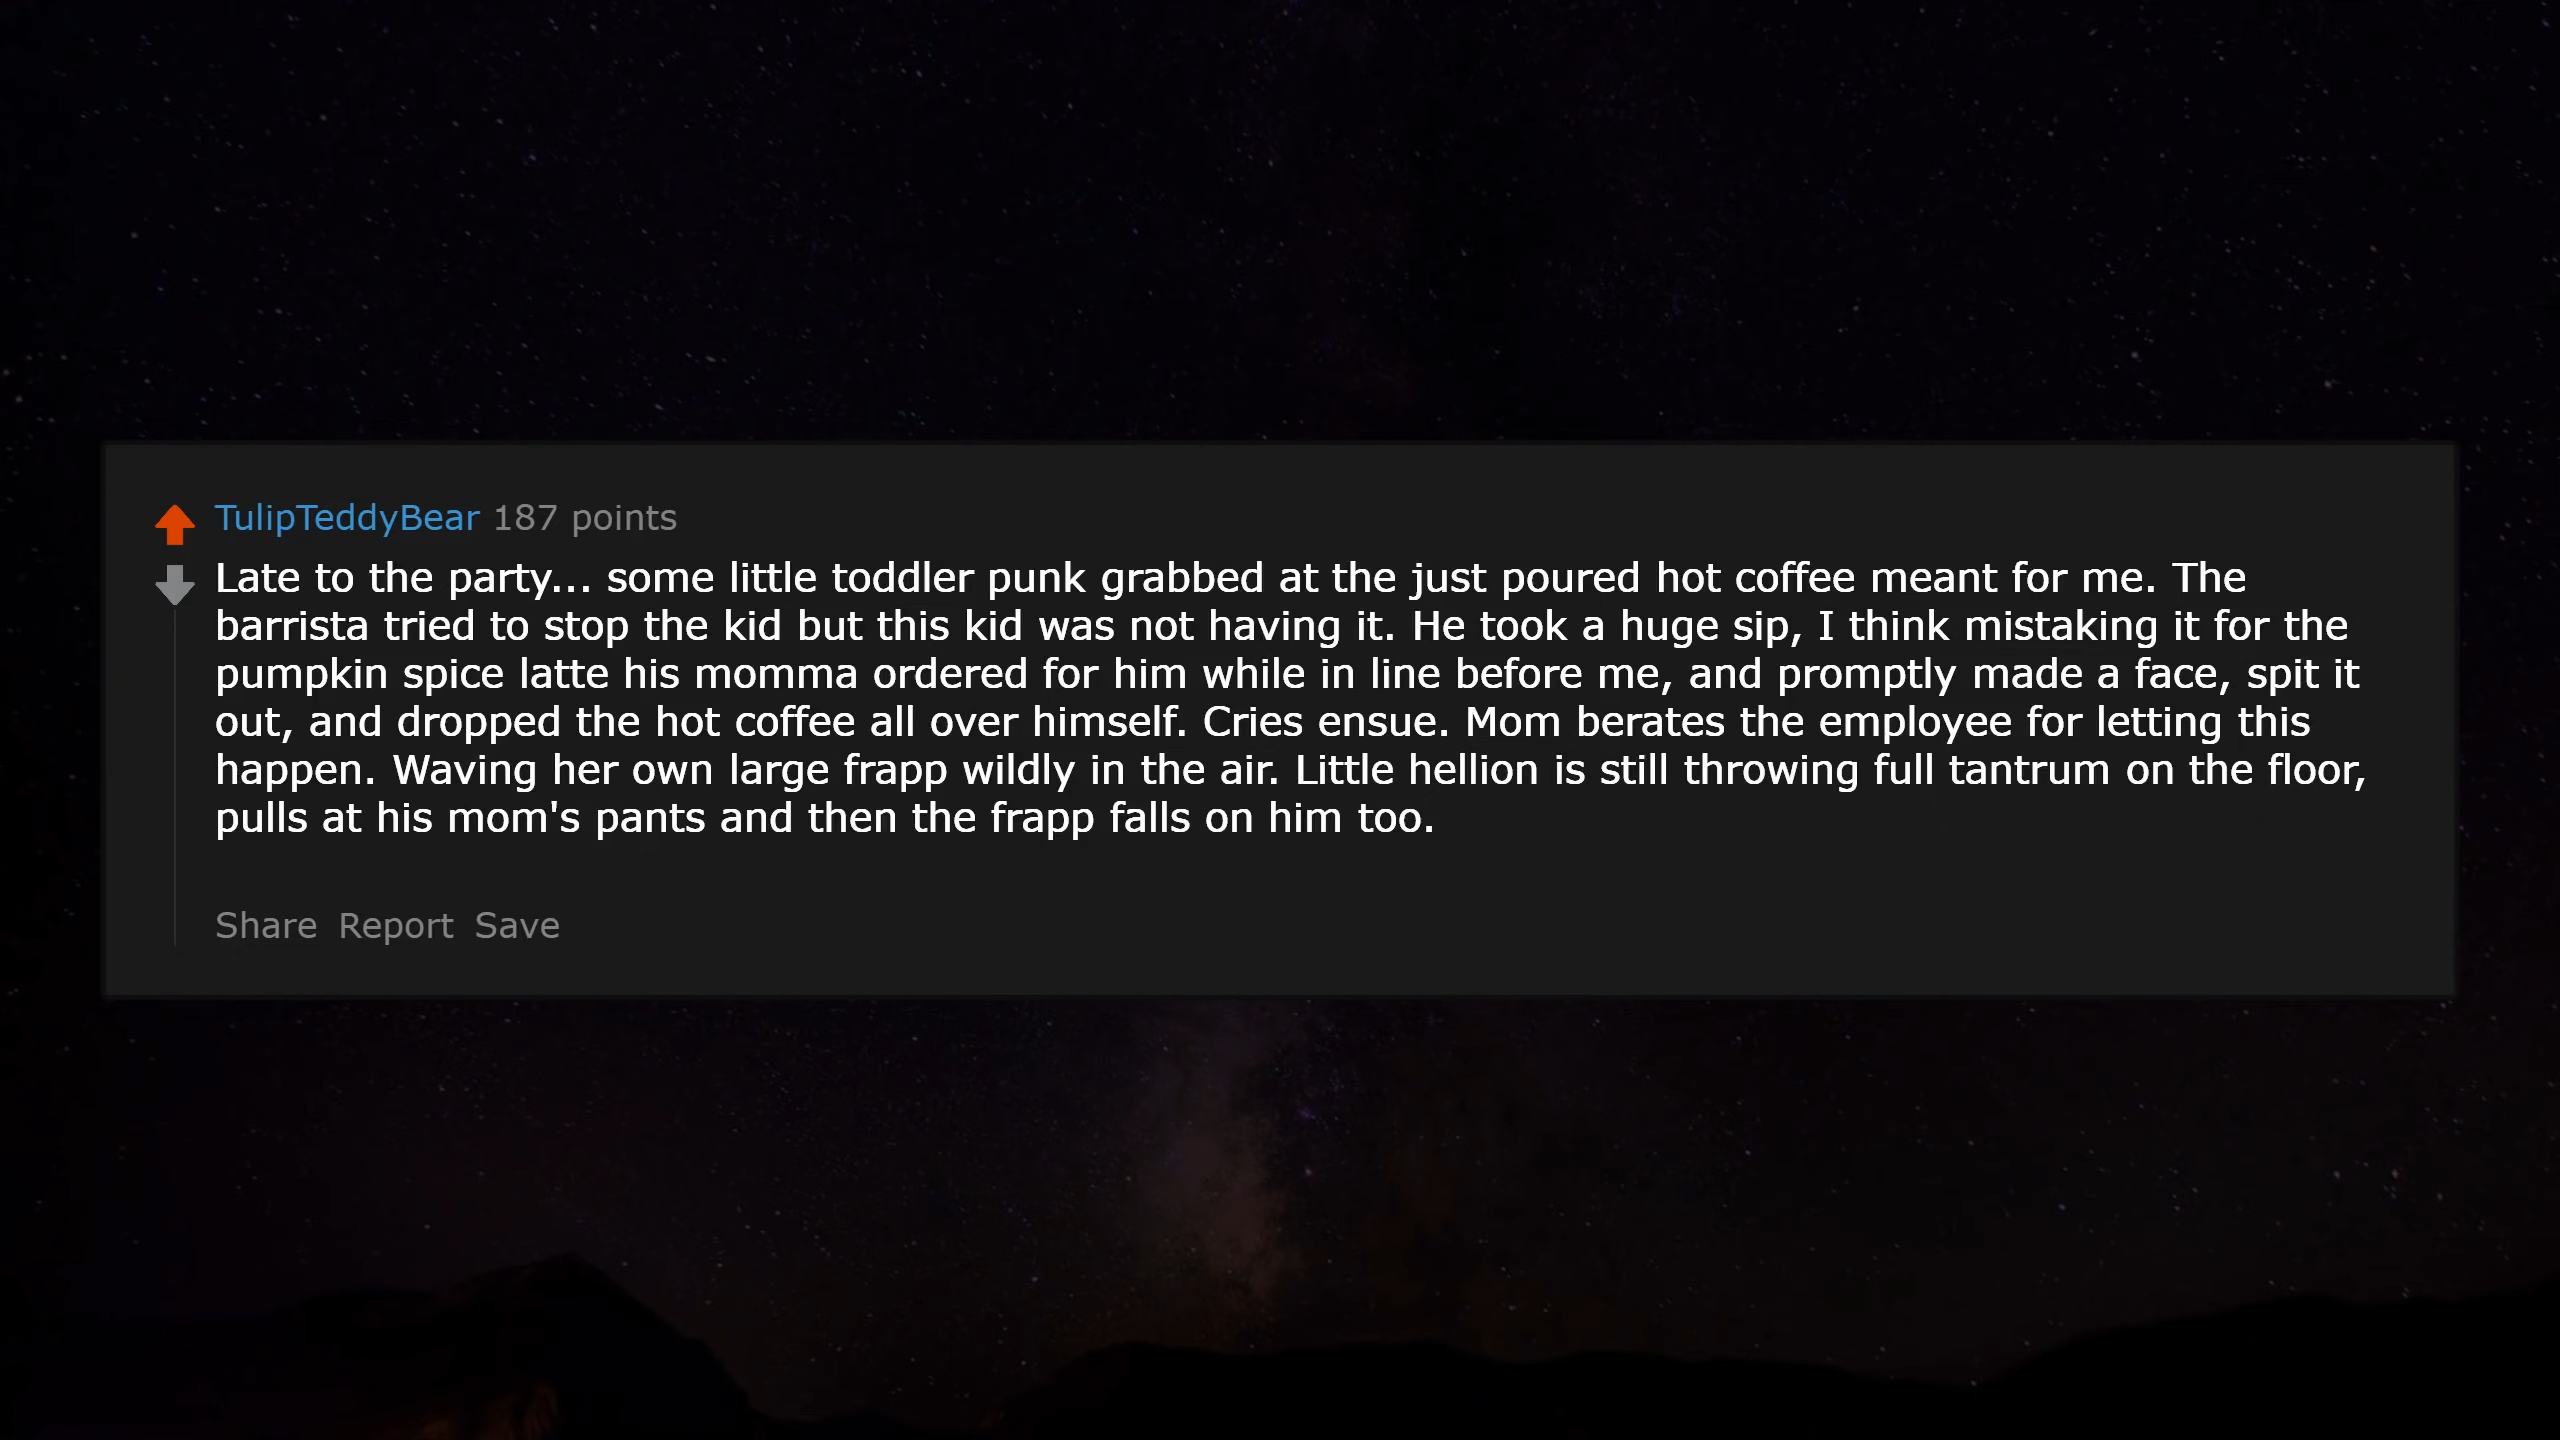 TulipTeddyBear 187 points
Late to the party... some little toddler punk grabbed at the just poured hot coffee meant for me. The
barrista tried to stop the kid but this kid was not having it. He took a huge sip, I think mistaking it for the
pumpkin spice latte his momma ordered for him while in line before me, and promptly made a face, spit it
out, and dropped the hot coffee all over himself. Cries ensue. Mom berates the employee for letting this
happen. Waving her own large frapp wildly in the air. Little hellion is still throwing full tantrum on the floor,
pulls at his mom's pants and then the frapp falls on him too.
Share Report Save